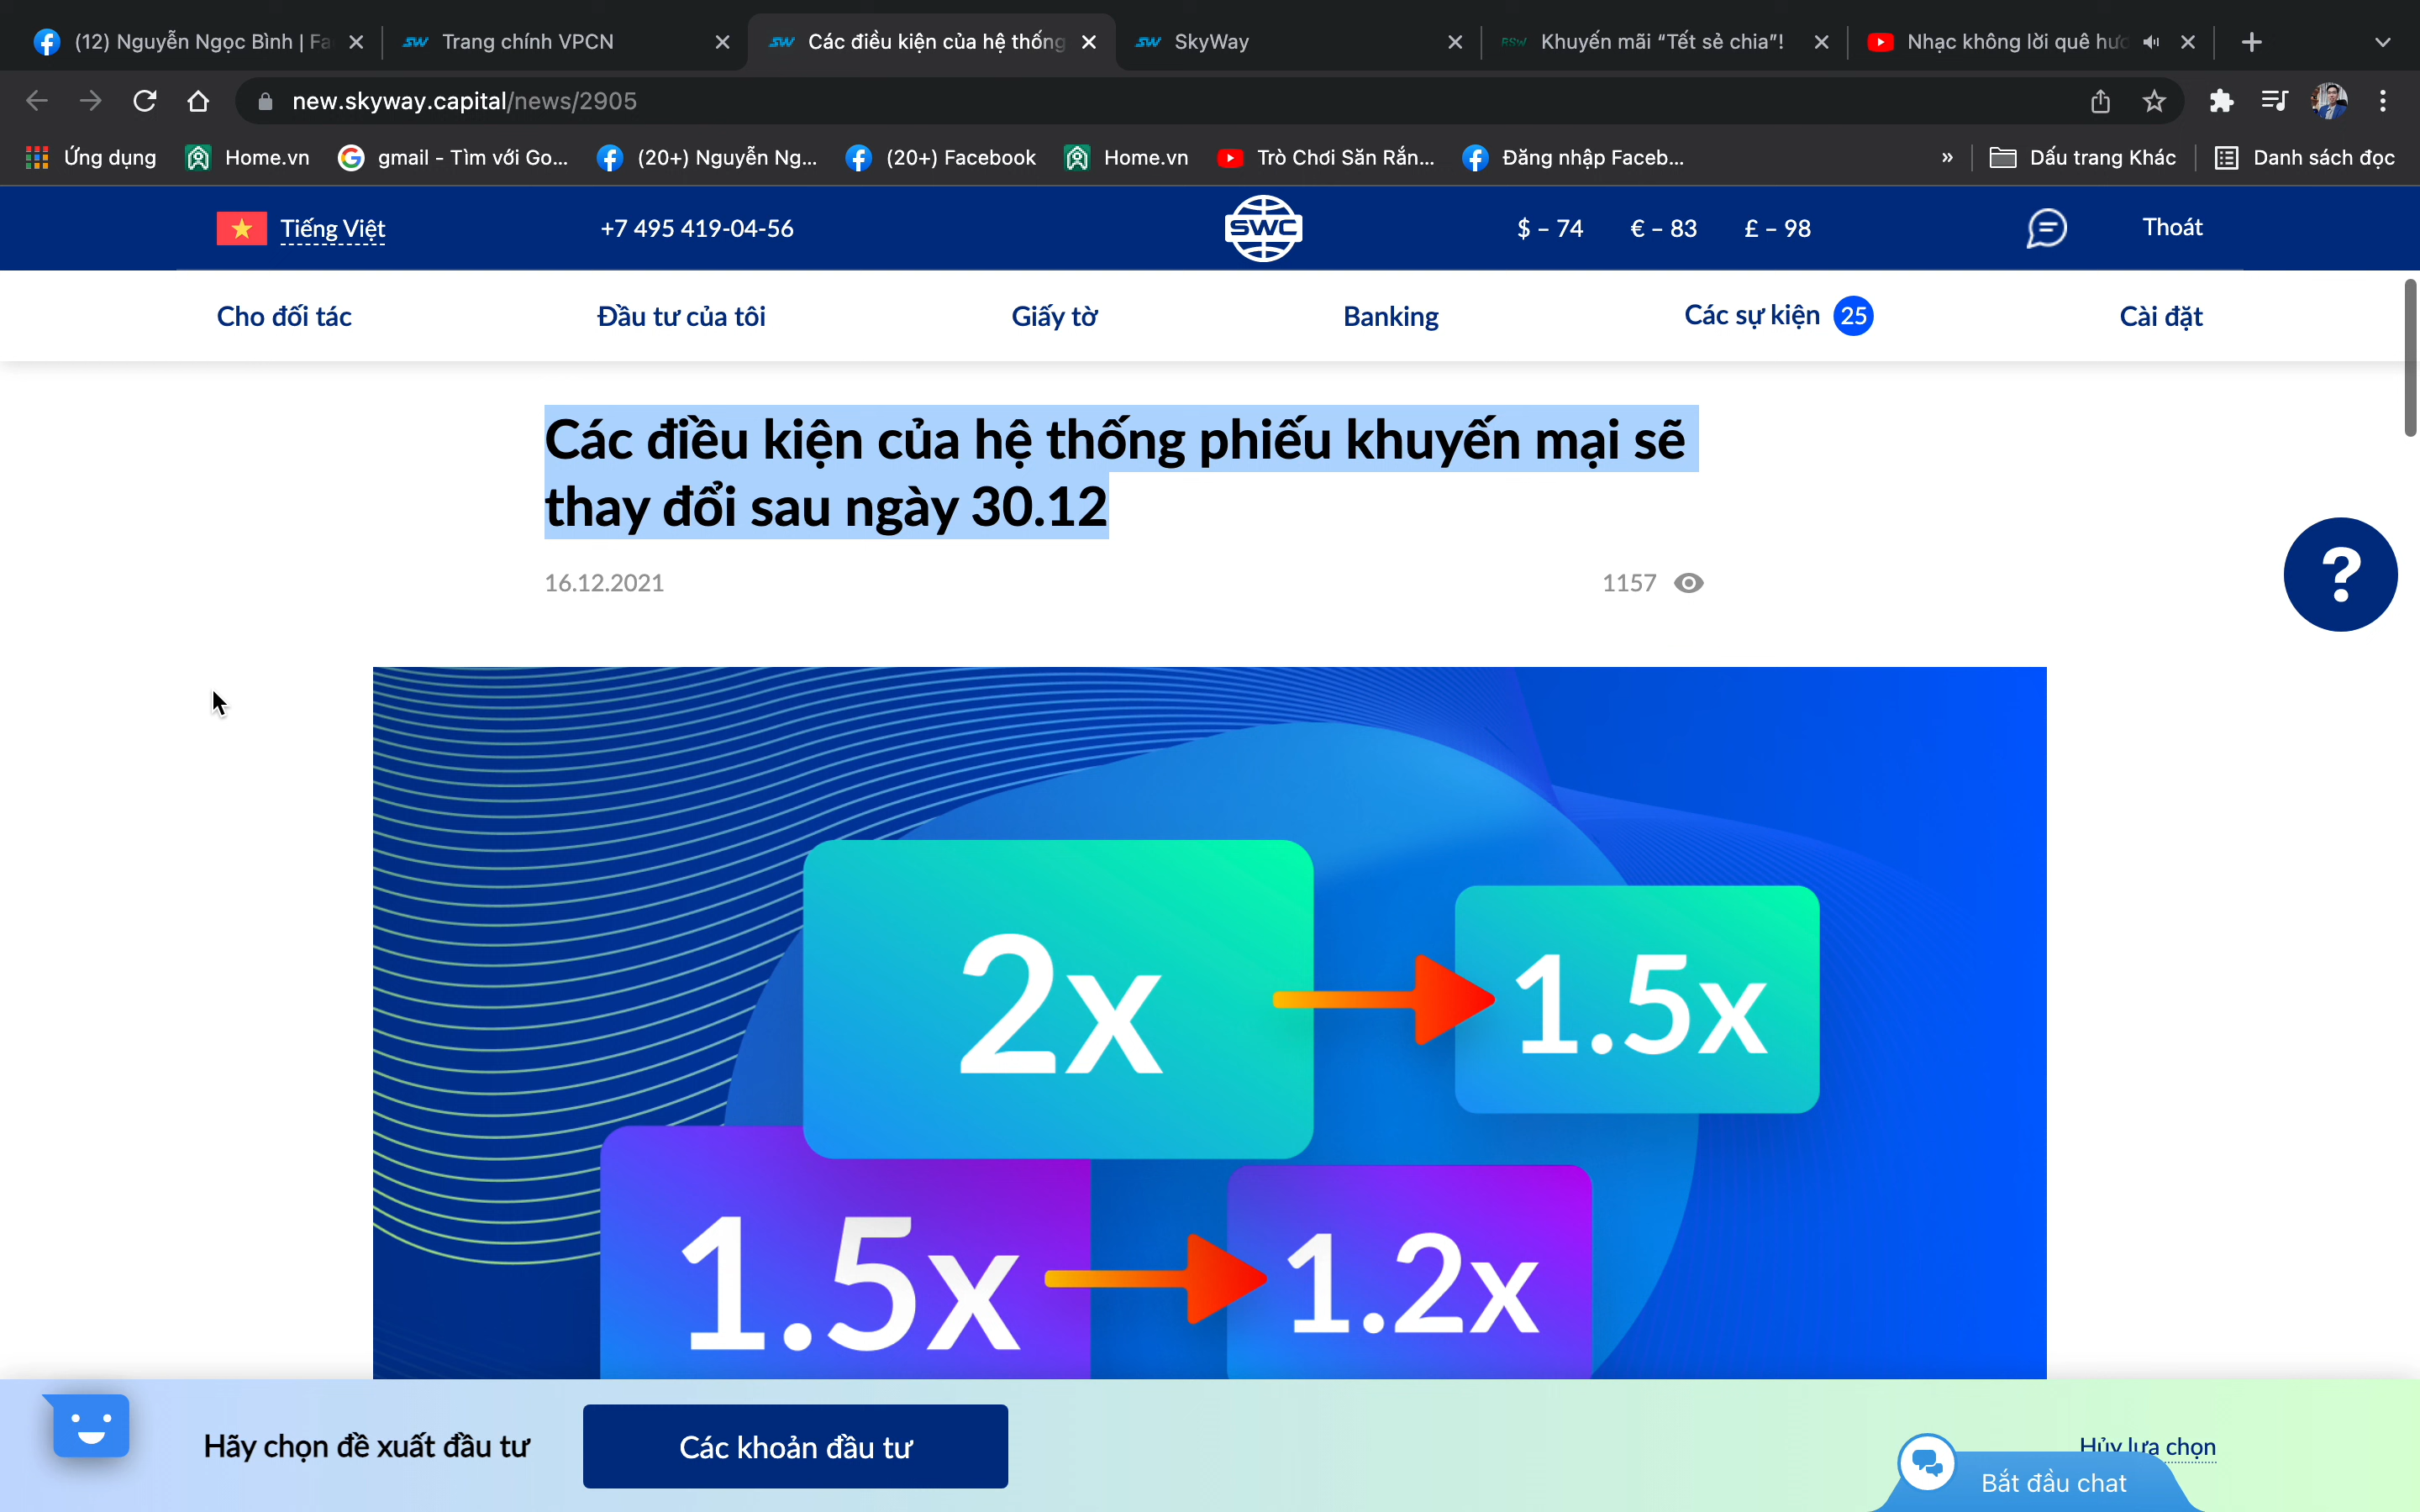 (12) Nguyễn Ngọc Bình | Fa
Trang chính VPCN
Các điều kiện của hệ thống
SkyWay
Khuyến mãi “Tết sẻ chia”!
Nhạc không lời quê hươ
new.skyway.capital/news/2905
Ứng dụng
Home.vn
gmail - Tìm với Go...
(20+) Nguyễn Ng...
(20+) Facebook
Home.vn
Trò Chơi Săn Rắn...
Đăng nhập Faceb...
»
Dấu trang Khác
Danh sách đọc
Tiếng Việt
+7 495 419-04-56
SWC
$ – 74
€ – 83
£ – 98
Thoát
Cho đối tác
Đầu tư của tôi
Giấy tờ
Banking
Các sự kiện 25
Cài đặt
Các điều kiện của hệ thống phiếu khuyến mại sẽ
thay đổi sau ngày 30.12
16.12.2021
1157
?
2x
1.5x
1.5x
1.2x
Hãy chọn đề xuất đầu tư
Các khoản đầu tư
Hủy lựa chọn
Bắt đầu chat